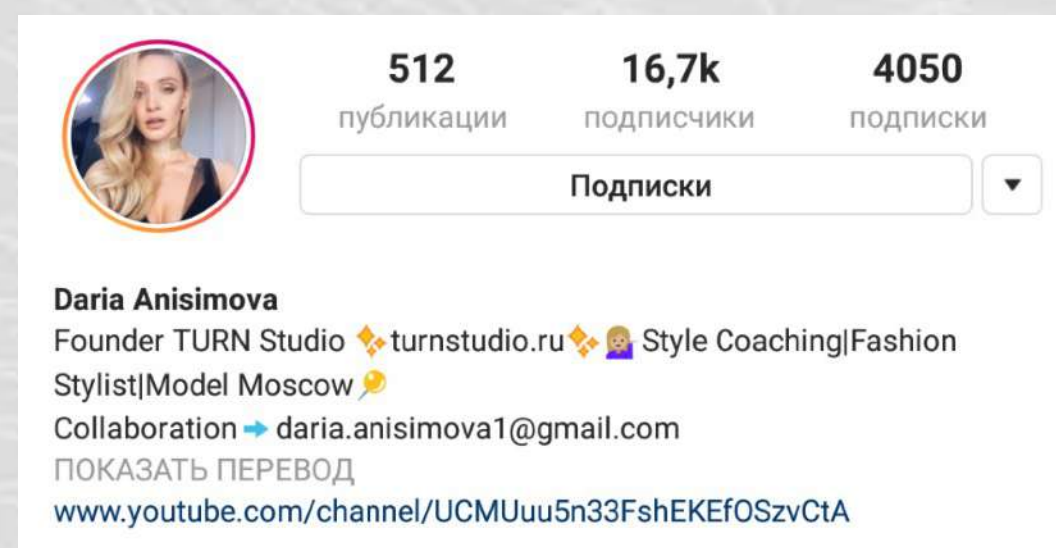 512 16,7k 4050
публикации подписчики подписки
Подписки
Daria Anisimova
Founder TURN Studio ✨turnstudio.ru✨💁🏼‍♀️ Style Coaching|Fashion
Stylist|Model Moscow📍
Collaboration ➡ daria.anisimova1@gmail.com
ПОКАЗАТЬ ПЕРЕВОД
www.youtube.com/channel/UCMUuu5n33FshEKEfOSzvCtA